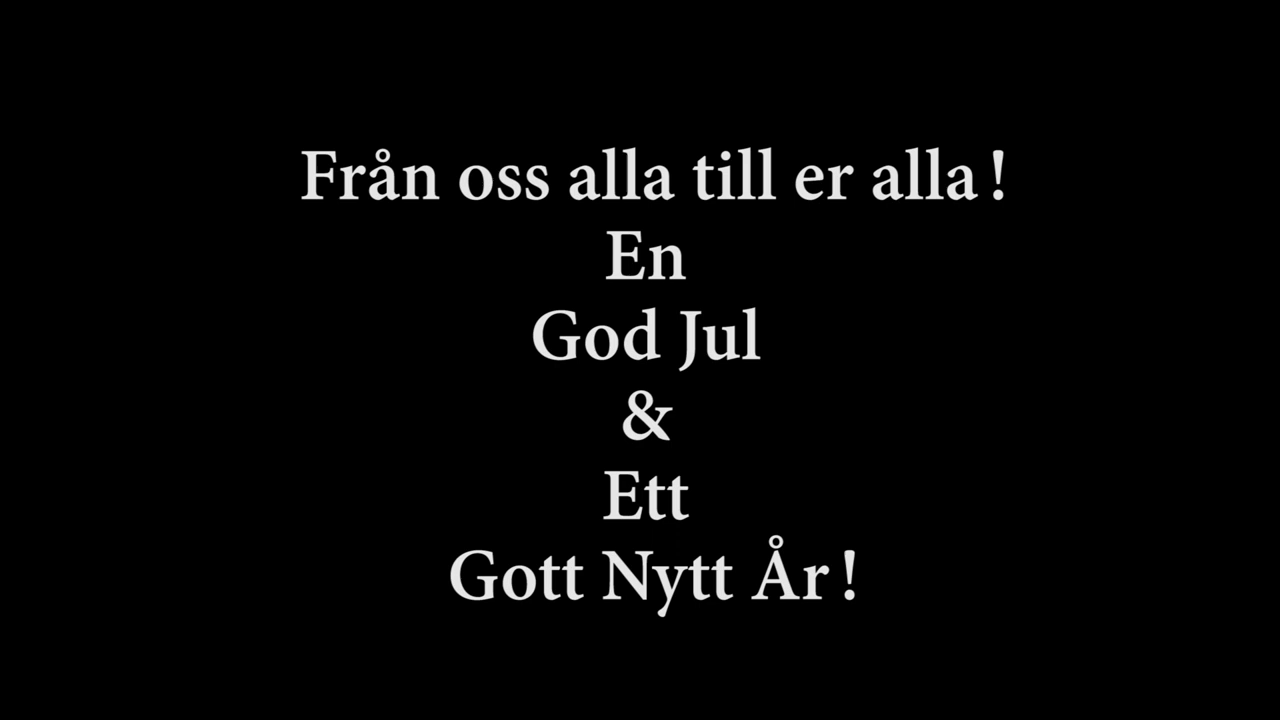 Från oss alla till er alla !
En
God Jul
&
Ett
Gott Nytt År !